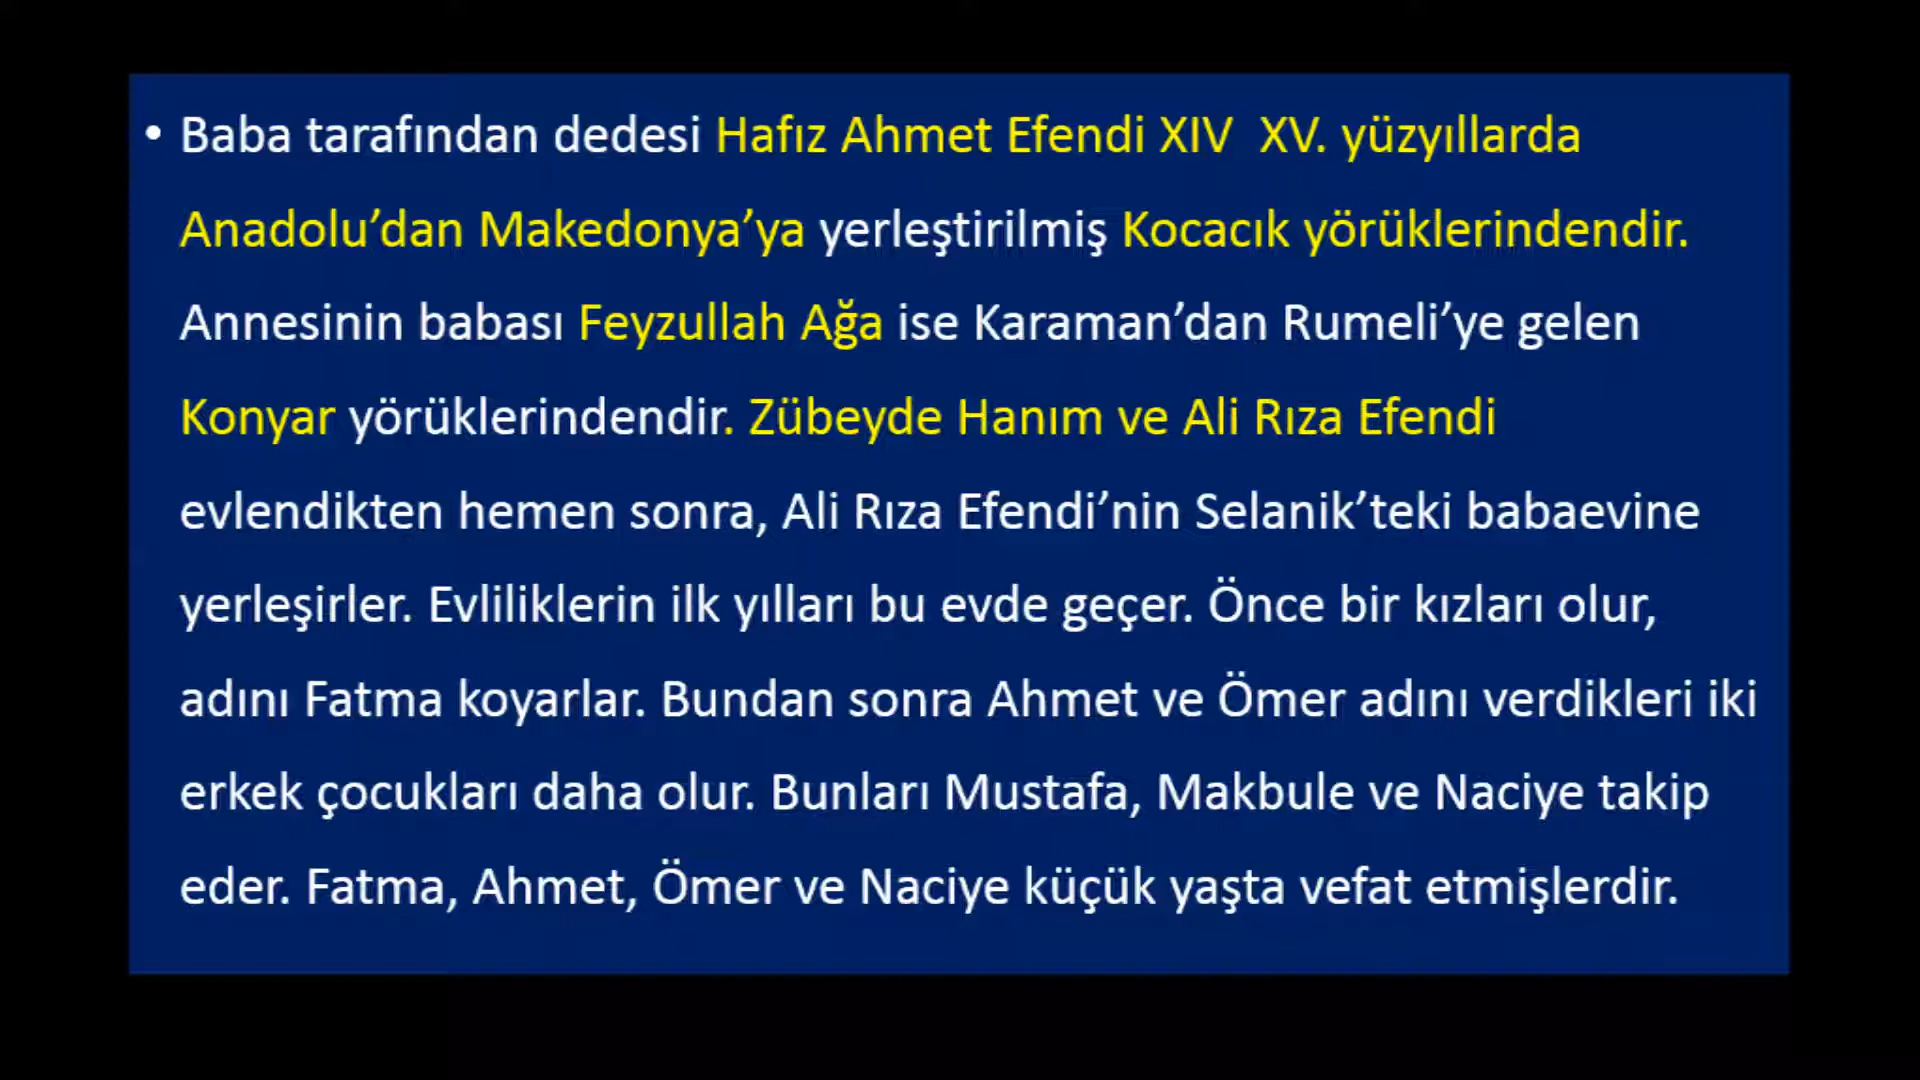 • Baba tarafından dedesi Hafız Ahmet Efendi XIV  XV. yüzyıllarda
Anadolu’dan Makedonya’ya yerleştirilmiş Kocacık yörüklerindendir.
Annesinin babası Feyzullah Ağa ise Karaman’dan Rumeli’ye gelen
Konyar yörüklerindendir. Zübeyde Hanım ve Ali Rıza Efendi
evlendikten hemen sonra, Ali Rıza Efendi’nin Selanik’teki babaevine
yerleşirler. Evliliklerin ilk yılları bu evde geçer. Önce bir kızları olur,
adını Fatma koyarlar. Bundan sonra Ahmet ve Ömer adını verdikleri iki
erkek çocukları daha olur. Bunları Mustafa, Makbule ve Naciye takip
eder. Fatma, Ahmet, Ömer ve Naciye küçük yaşta vefat etmişlerdir.